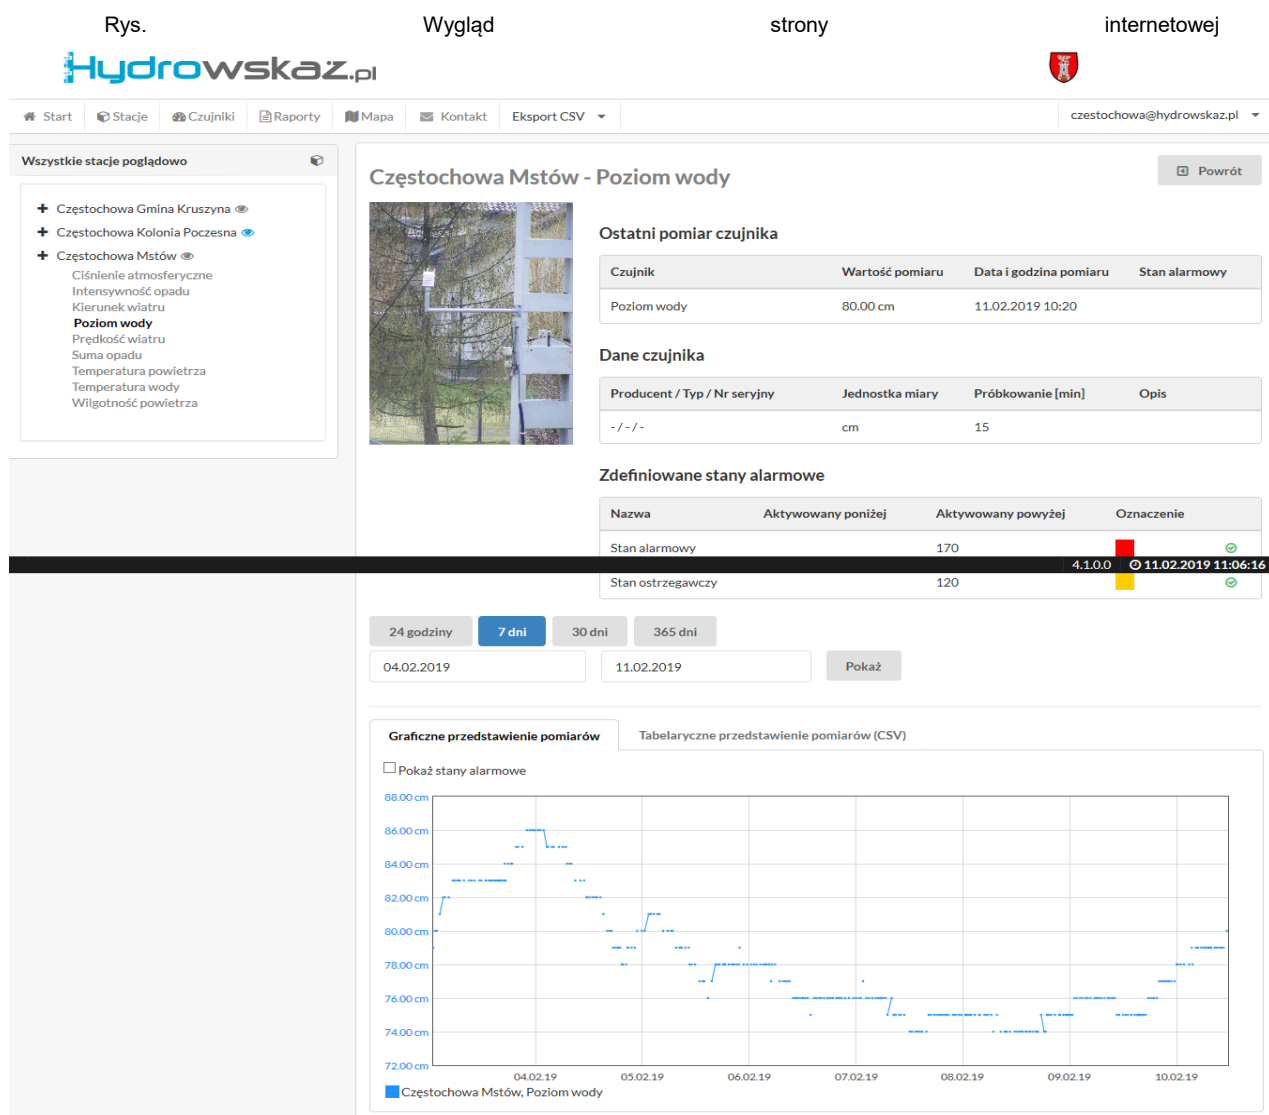 Rys. Wygląd strony internetowej
Hydrowskaz.pl
Start Stacje Czujniki Raporty Mapa Kontakt Eksport CSV czestochowa@hydrowskaz.pl
Wszystkie stacje poglądowo
Częstochowa Gmina Kruszyna
Częstochowa Kolonia Poczesna
Częstochowa Mstów
Ciśnienie atmosferyczne
Intensywność opadu
Kierunek wiatru
Poziom wody
Prędkość wiatru
Suma opadu
Temperatura powietrza
Temperatura wody
Wilgotność powietrza
Częstochowa Mstów - Poziom wody
Powrót
Ostatni pomiar czujnika
Czujnik Wartość pomiaru Data i godzina pomiaru Stan alarmowy
Poziom wody 80.00 cm 11.02.2019 10:20
Dane czujnika
Producent / Typ / Nr seryjny Jednostka miary Próbkowanie [min] Opis
-/-/- cm 15
Zdefiniowane stany alarmowe
Nazwa Aktywowany poniżej Aktywowany powyżej Oznaczenie
Stan alarmowy 170
4.1.0.0 11.02.2019 11:06:16
Stan ostrzegawczy 120
24 godziny 7 dni 30 dni 365 dni
04.02.2019 11.02.2019 Pokaż
Graficzne przedstawienie pomiarów Tabelaryczne przedstawienie pomiarów (CSV)
Pokaż stany alarmowe
88.00 cm
86.00 cm
84.00 cm
82.00 cm
80.00 cm
78.00 cm
76.00 cm
74.00 cm
72.00 cm
04.02.19 05.02.19 06.02.19 07.02.19 08.02.19 09.02.19 10.02.19
Częstochowa Mstów, Poziom wody